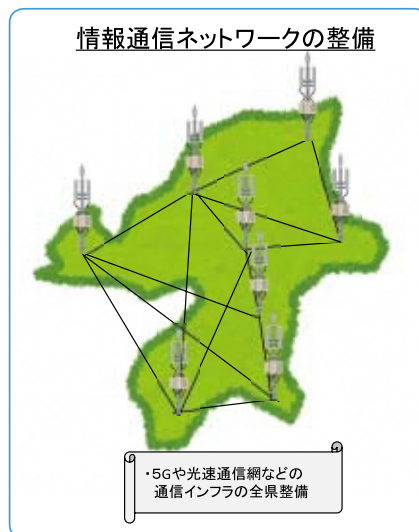 情報通信ネットワークの整備
・5Gや光速通信網などの
通信インフラの全県整備